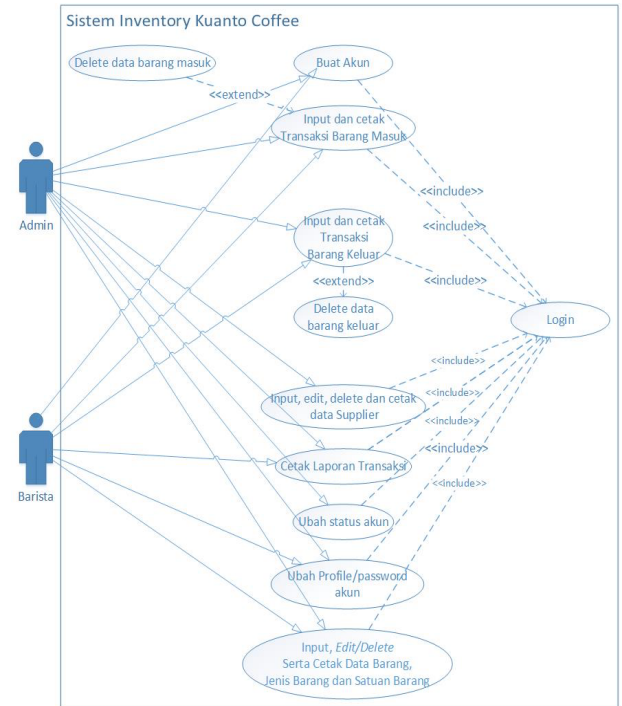 Sistem Inventory Kuanto Coffee
Delete data barang masuk
Buat Akun
<<extend>>
Input dan cetak
Transaksi Barang Masuk
Admin
<<include>>
<<include>>
Input dan cetak
Transaksi
Barang Keluar
<<extend>>
<<include>>
Delete data
barang keluar
Login
<<include>>
Input, edit, delete dan cetak
data Supplier
<<include>>
<<include>>
Barista
<<include>>
Cetak Laporan Transaksi
<<include>>
Ubah status akun
Ubah Profile/password
akun
Input, Edit/Delete
Serta Cetak Data Barang,
Jenis Barang dan Satuan Barang